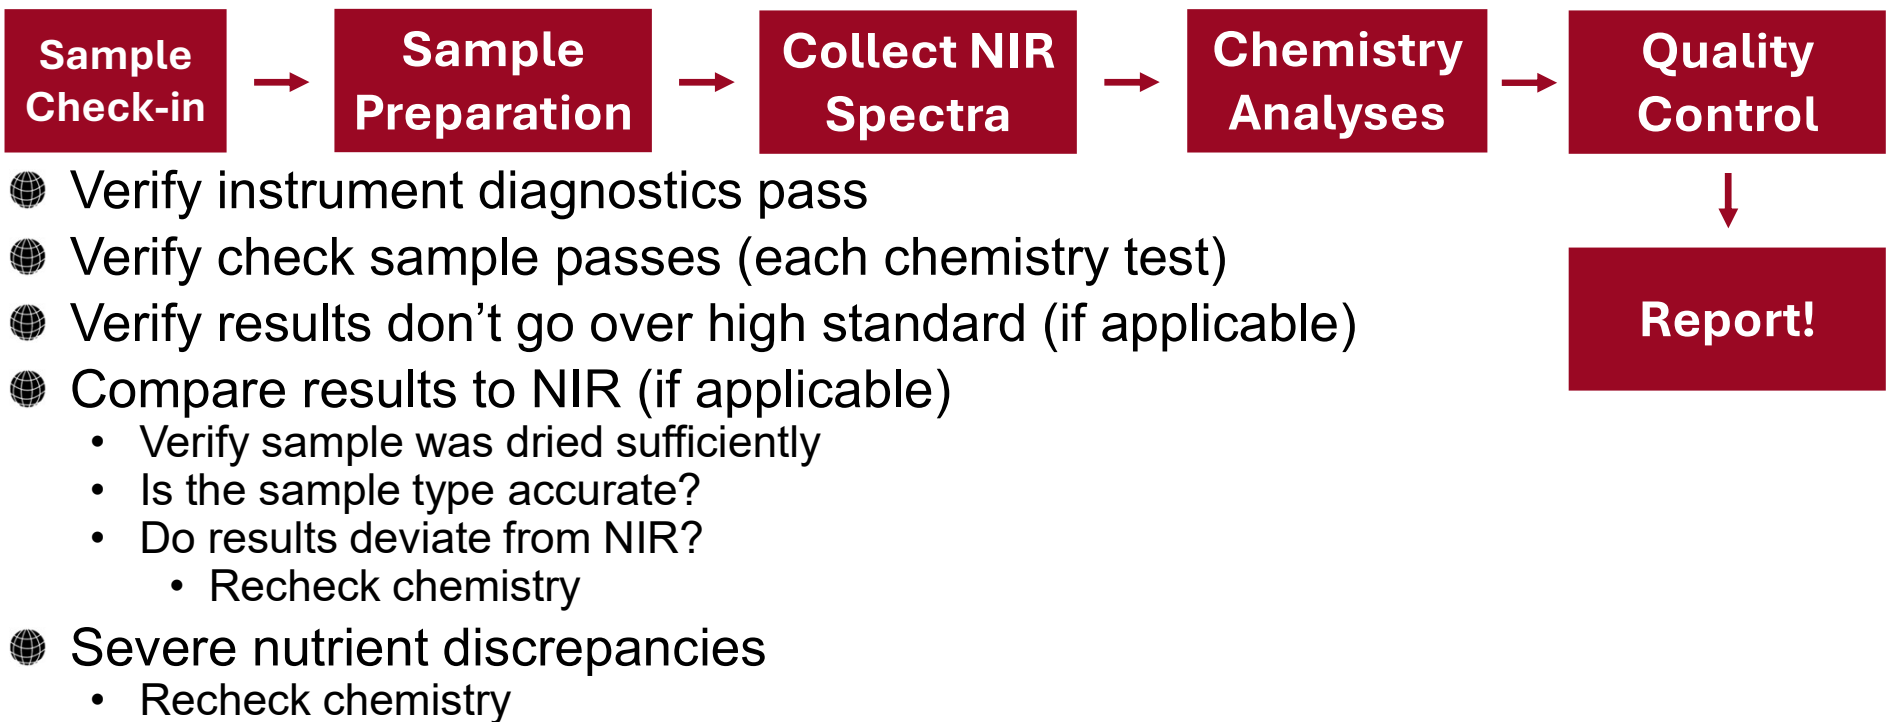 Sample
Check-in
Sample
Preparation
Collect NIR
Spectra
Chemistry
Analyses
Quality
Control
Report!
Verify instrument diagnostics pass
Verify check sample passes (each chemistry test)
Verify results don’t go over high standard (if applicable)
Compare results to NIR (if applicable)
• Verify sample was dried sufficiently
• Is the sample type accurate?
• Do results deviate from NIR?
• Recheck chemistry
Severe nutrient discrepancies
• Recheck chemistry